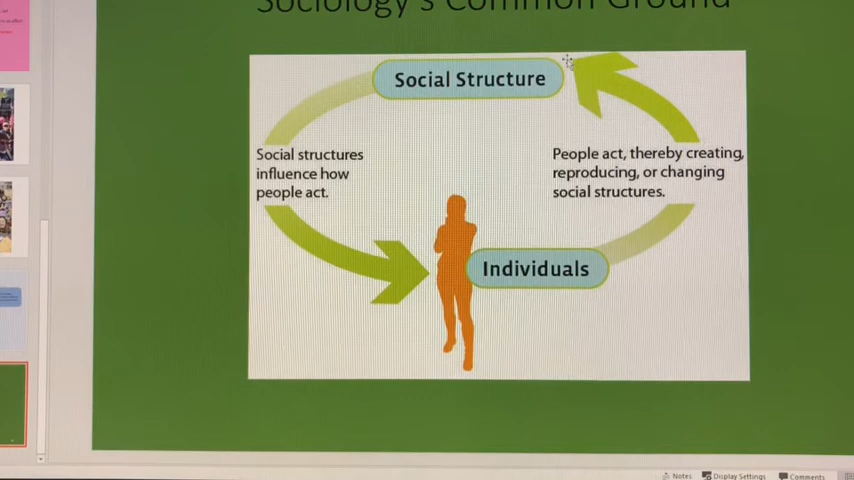 Sociology's Common Ground
Social Structure
Social structures
influence how
people act.
People act, thereby creating,
reproducing, or changing
social structures.
Individuals
Notes
Display Settings
Comments